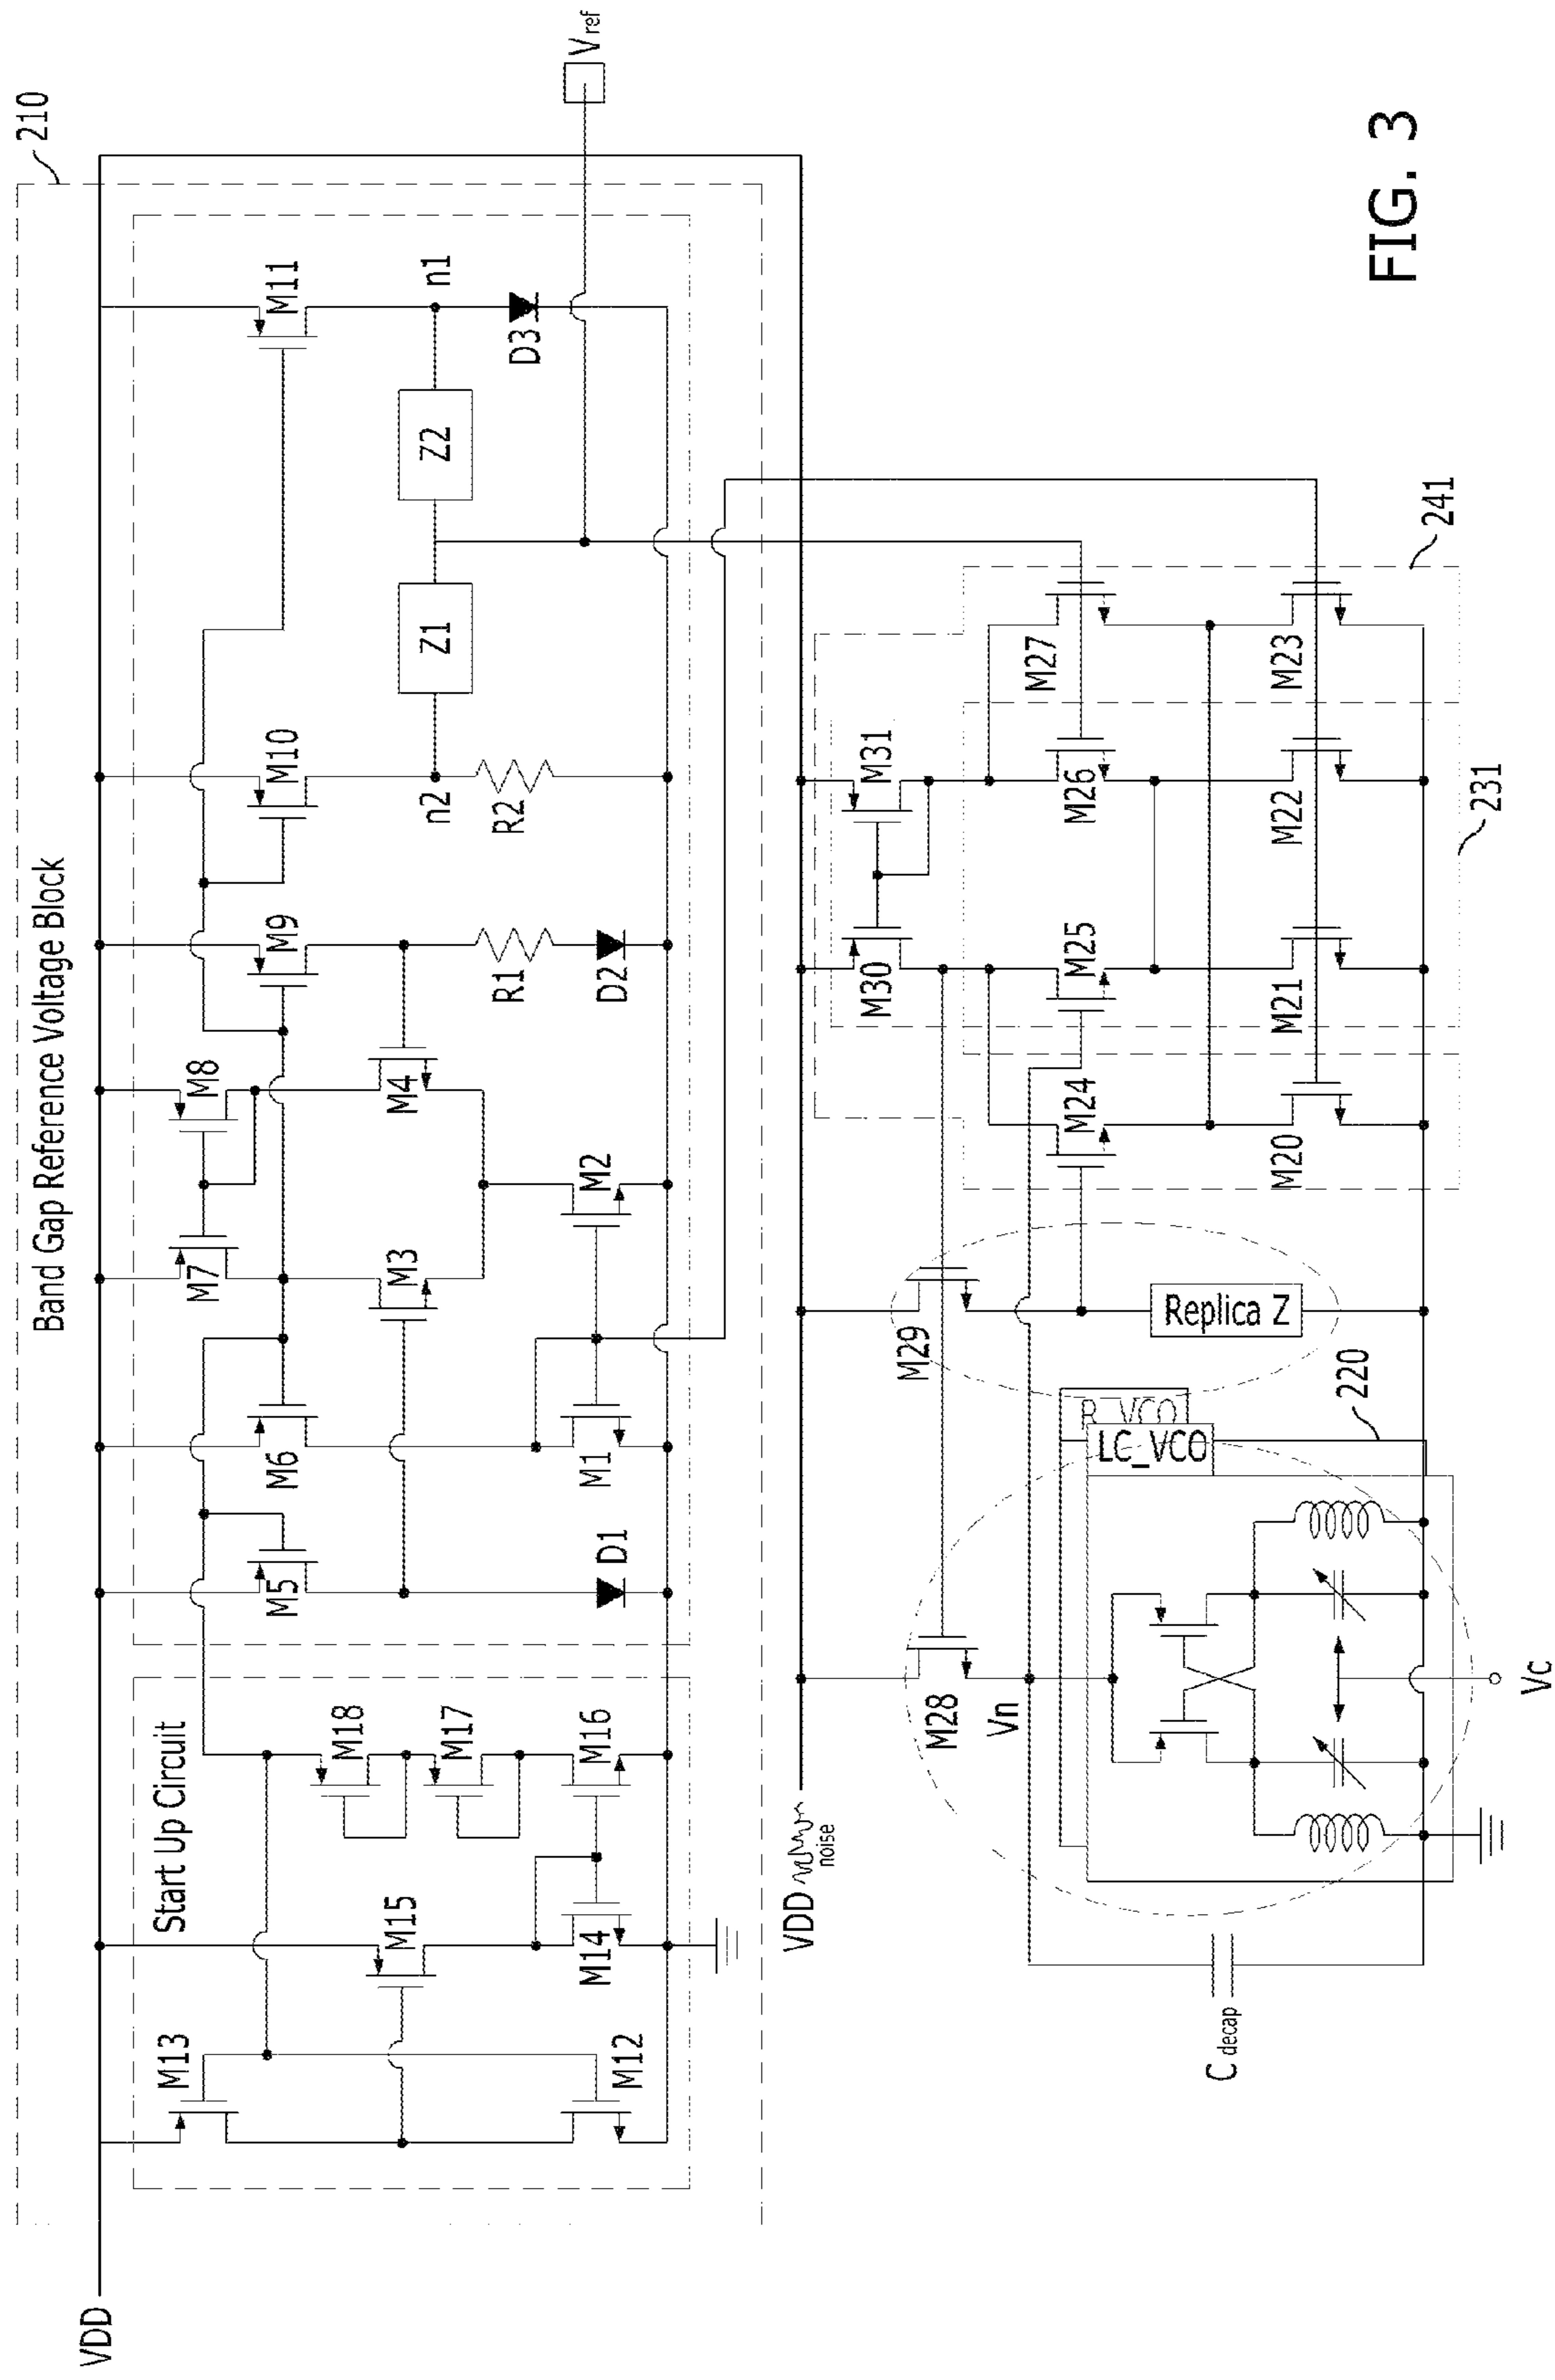 210
Band Gap Reference Voltage Block
VDD
Start Up Circuit
M13
M15
M18
M17
M16
M14
M12
M5
M6
M7
M8
M9
M10
M11
M3
M4
M1
M2
D1
R1
D2
n2
R2
Z1
Z2
n1
D3
Vref
VDD
noise
M28
M29
M30
M31
Vn
M24
M25
M26
M27
M20
M21
M22
M23
241
231
Replica Z
220
R_VCO
LC_VCO
C decap
Vc
FIG. 3